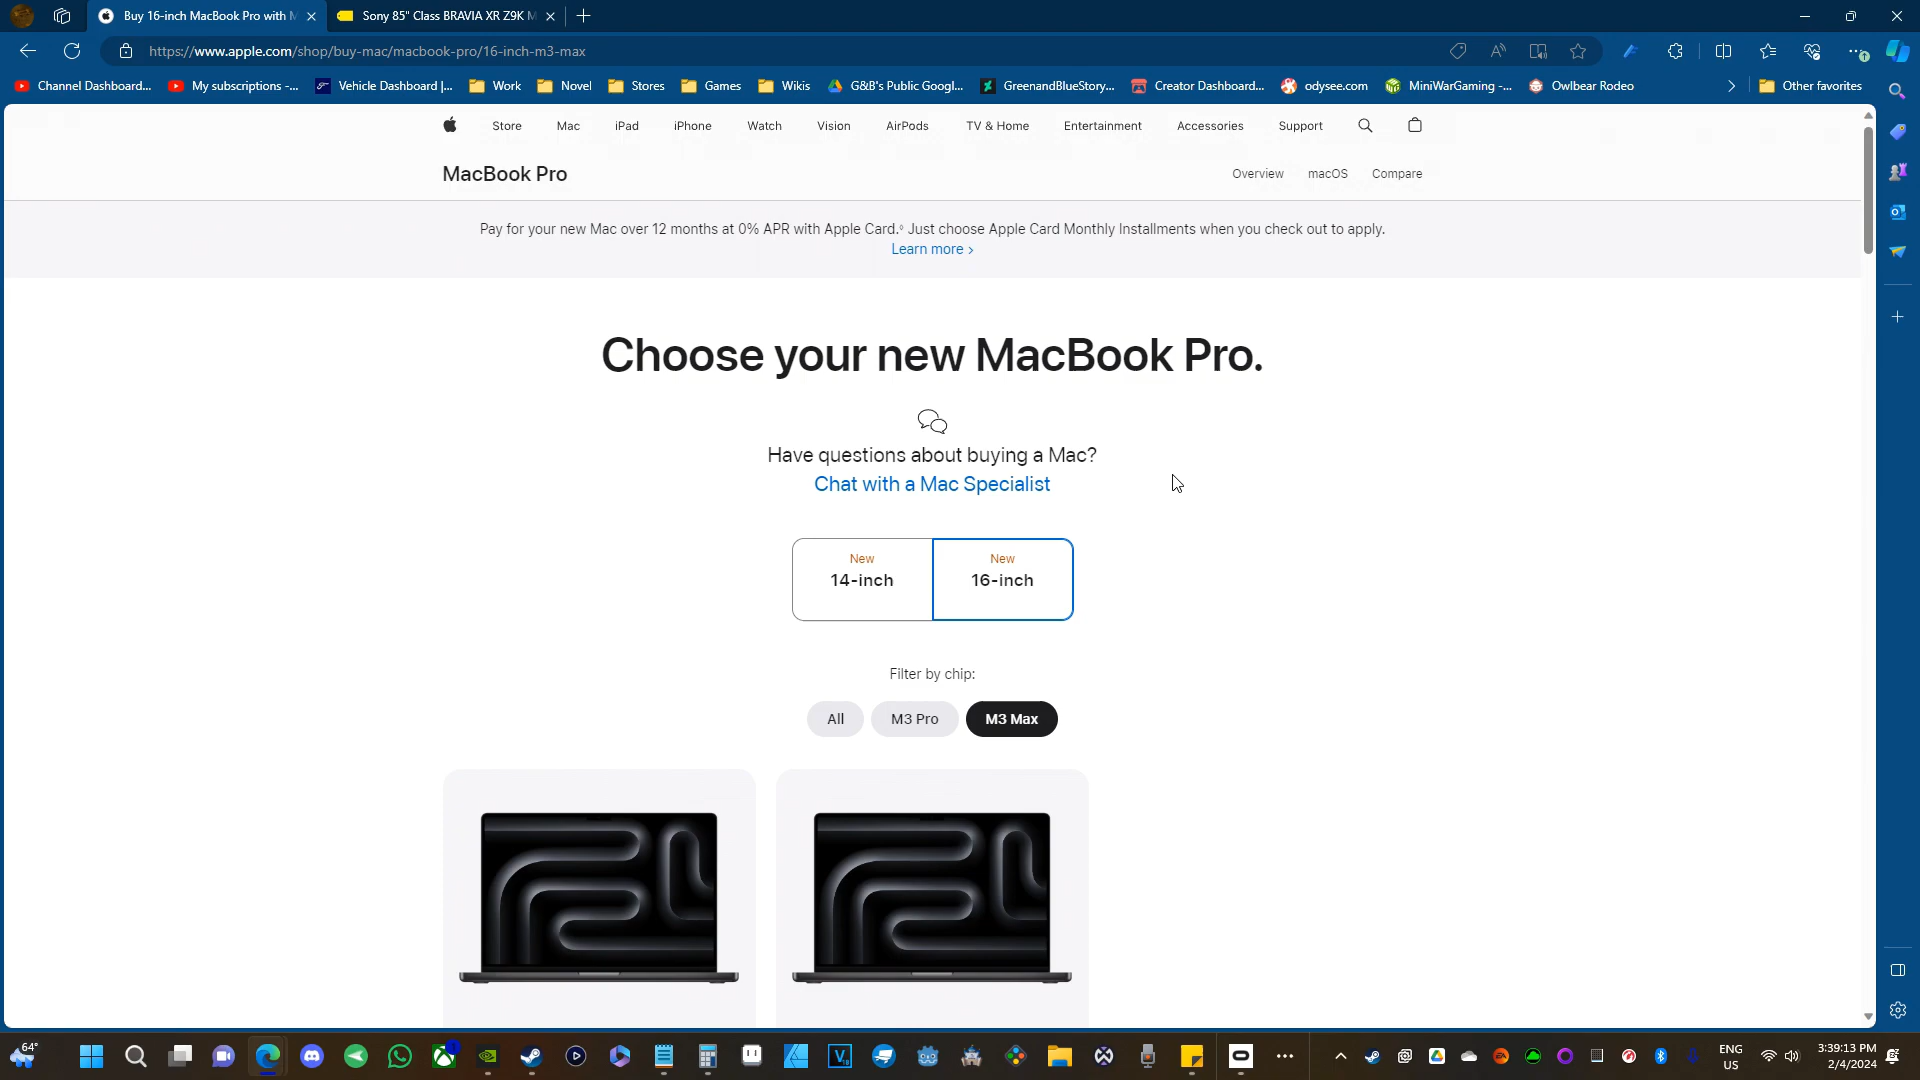 Buy 16-inch MacBook Pro with M
Sony 85" Class BRAVIA XR Z9K M
https://www.apple.com/shop/buy-mac/macbook-pro/16-inch-m3-max
Channel Dashboard...
My subscriptions -...
Vehicle Dashboard |...
Work
Novel
Stores
Games
Wikis
G&B's Public Googl...
GreenandBlueStory...
Creator Dashboard...
odysee.com
MiniWarGaming -...
Owlbear Rodeo
Other favorites
Store
Mac
iPad
iPhone
Watch
Vision
AirPods
TV & Home
Entertainment
Accessories
Support
MacBook Pro
Overview
macOS
Compare
Pay for your new Mac over 12 months at 0% APR with Apple Card.◊ Just choose Apple Card Monthly Installments when you check out to apply.
Learn more >
Choose your new MacBook Pro.
Have questions about buying a Mac?
Chat with a Mac Specialist
New
14-inch
New
16-inch
Filter by chip:
All
M3 Pro
M3 Max
64°
ENG
US
3:39:13 PM
2/4/2024